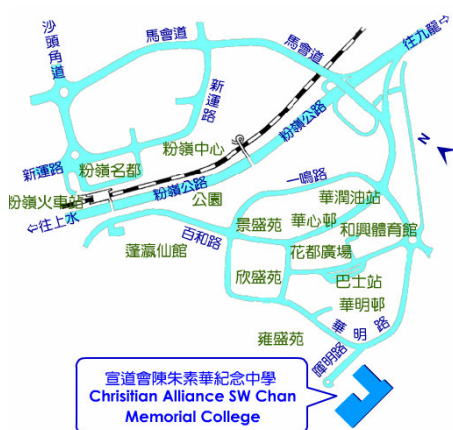 沙頭角道
馬會道
馬會道
往九龍
新運路
粉嶺公路
N
粉嶺中心
新運路
粉嶺名都
一鳴路
粉嶺火車站
粉嶺公路
公園
華潤油站
往上水
百和路
景盛苑
華心邨
和興體育館
蓬瀛仙館
花都廣場
欣盛苑
巴士站
華明邨
雍盛苑
華明路
暉明路
宣道會陳朱素華紀念中學
Chrisitian Alliance SW Chan
Memorial College